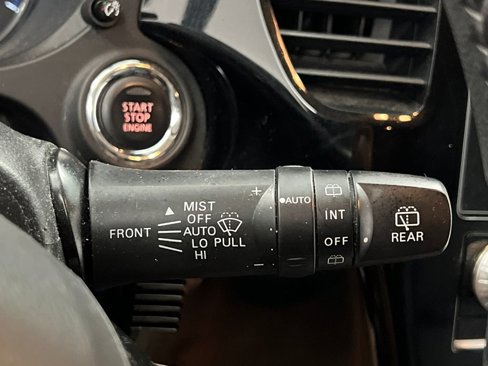 START
STOP
ENGINE
MIST
OFF
FRONT AUTO
LO PULL
HI
+
−
AUTO
INT
OFF
REAR